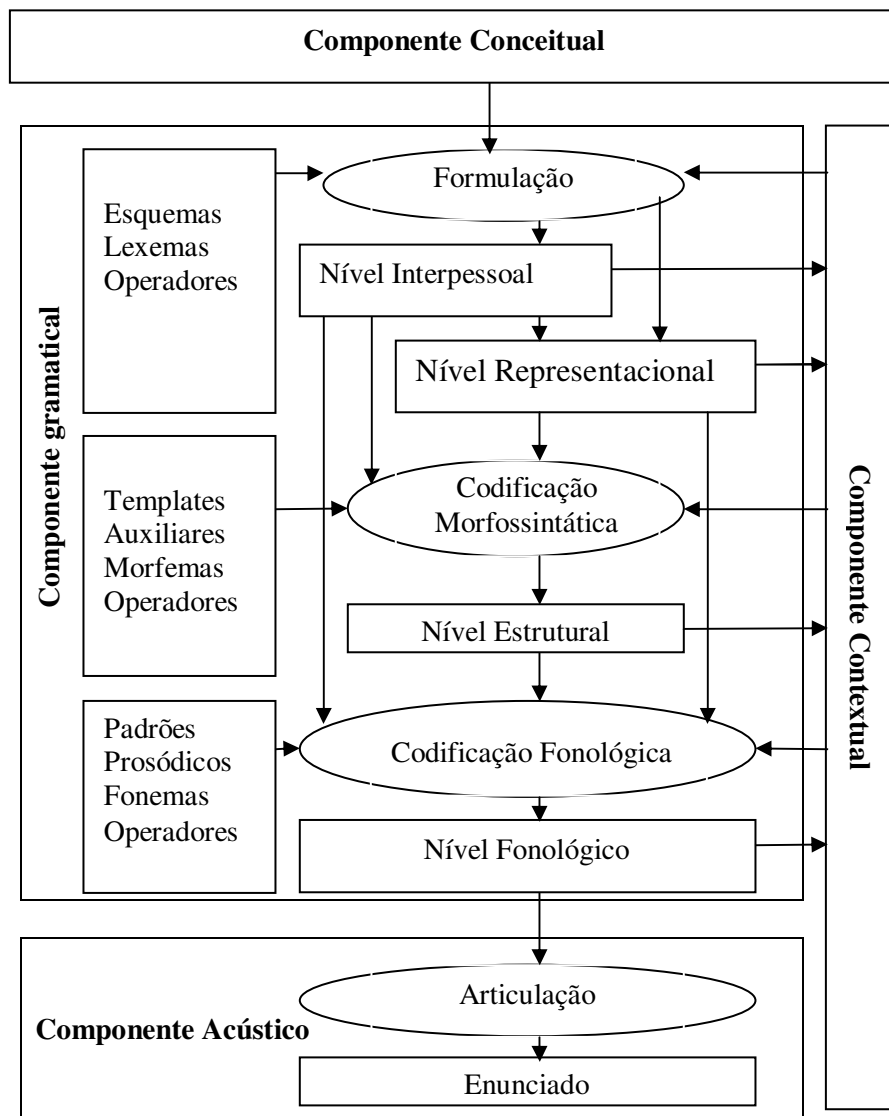 Componente Conceitual
Formulação
Esquemas
Lexemas
Operadores
Nível Interpessoal
Nível Representacional
Componente gramatical
Templates
Auxiliares
Morfemas
Operadores
Codificação
Morfossintática
Componente Contextual
Nível Estrutural
Padrões
Prosódicos
Fonemas
Operadores
Codificação Fonológica
Nível Fonológico
Articulação
Componente Acústico
Enunciado